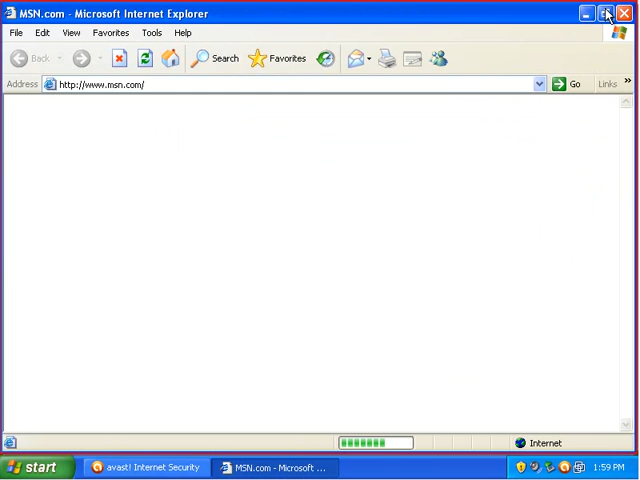 MSN.com - Microsoft Internet Explorer
File Edit View Favorites Tools Help
Back Search Favorites
Address http://www.msn.com/ Go Links »
Internet
start avast! Internet Security MSN.com - Microsoft ... 1:59 PM